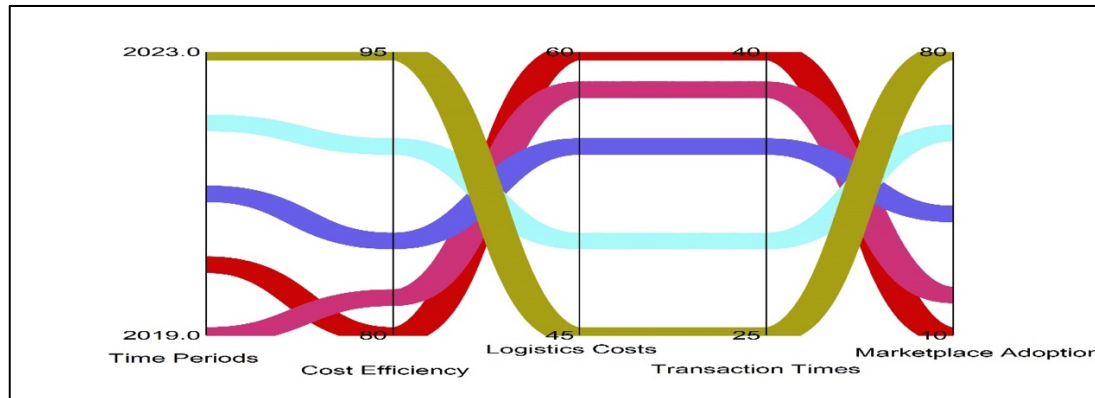 2023.0
95
60
40
80
2019.0
80
45
25
10
Time Periods
Cost Efficiency
Logistics Costs
Transaction Times
Marketplace Adoption